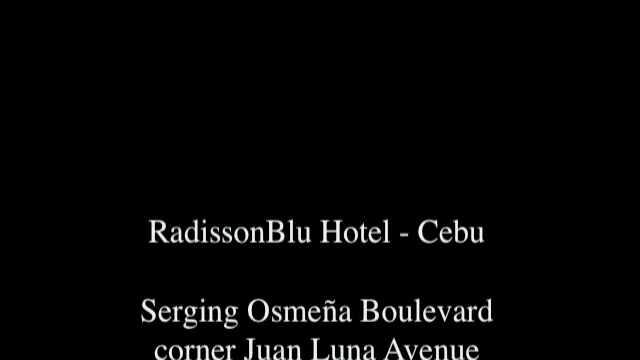 RadissonBlu Hotel - Cebu
Serging Osmeña Boulevard
corner Juan Luna Avenue